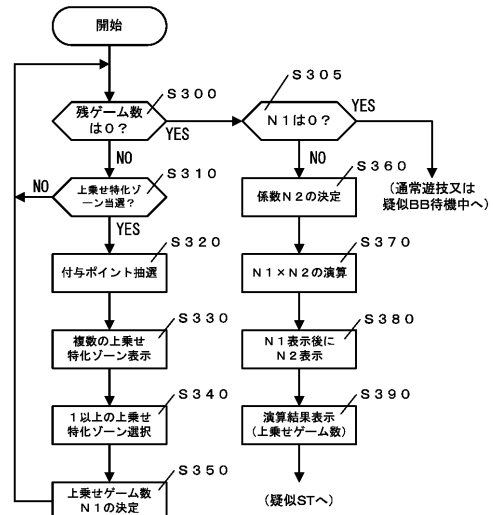 開始
S300
残ゲーム数
は0?
YES
NO
S305
N1は0?
YES
NO
(通常遊技又は
疑似BB待機中へ)
S310
上乗せ特化ゾ
ーン当選?
NO
YES
S320
付与ポイント抽選
S330
複数の上乗せ
特化ゾーン表示
S340
1以上の上乗せ
特化ゾーン選択
S350
上乗せゲーム数
N1の決定
S360
係数N2の決定
S370
N1×N2の演算
S380
N1表示後に
N2表示
S390
演算結果表示
(上乗せゲーム数)
(疑似STへ)